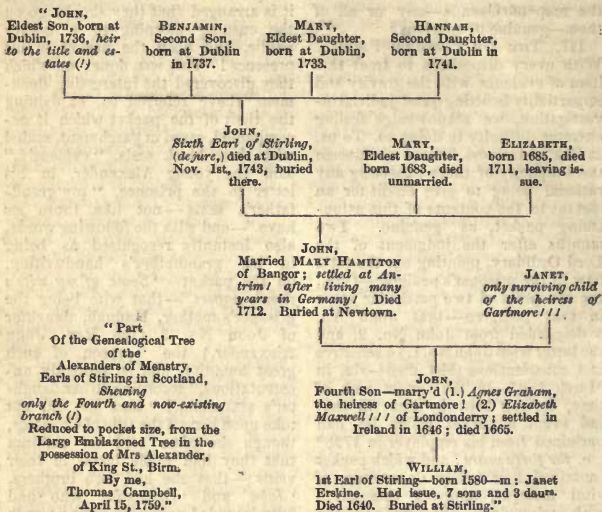 “ JOHN,
Eldest Son, born at
Dublin, 1736, heir
to the title and es-
tates (!)
BENJAMIN,
Second Son,
born at Dublin
in 1737.
MARY,
Eldest Daughter,
born at Dublin,
1733.
HANNAH,
Second Daughter,
born at Dublin in
1741.
JOHN,
Sixth Earl of Stirling,
(de jure,) died at Dublin,
Nov. 1st, 1743, buried
there.
MARY,
Eldest Daughter,
born 1683, died
unmarried.
ELIZABETH,
born 1685, died
1711, leaving is-
sue.
JOHN,
Married MARY HAMILTON
of Bangor; settled at An-
trim! after living many
years in Germany! Died
1712. Buried at Newtown.
JANET,
only surviving child
of the heiress of
Gartmore!!!
“ Part
Of the Genealogical Tree
of the
Alexanders of Menstry,
Earls of Stirling in Scotland,
Shewing
only the Fourth and now-existing
branch (!)
Reduced to pocket size, from the
Large Emblazoned Tree in the
possession of Mrs Alexander,
of King St., Birm.
By me,
Thomas Campbell,
April 15, 1759.”
JOHN,
Fourth Son—marry'd (1.) Agnes Graham,
the heiress of Gartmore! (2.) Elizabeth
Maxwell!!! of Londonderry; settled in
Ireland in 1646; died 1665.
WILLIAM,
1st Earl of Stirling—born 1580—m: Janet
Erskine. Had issue, 7 sons and 3 daurs.
Died 1640. Buried at Stirling.”